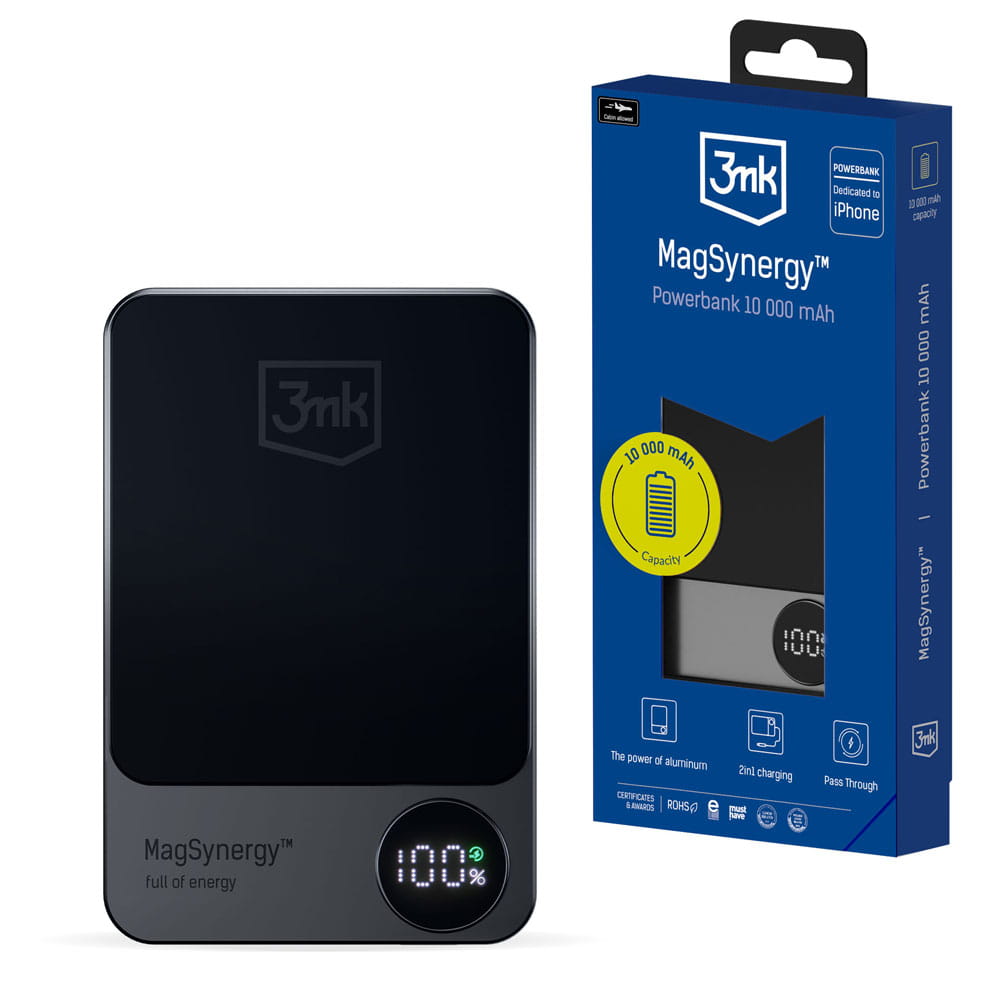 3mk
MagSynergy™
full of energy
100%
Cabin allowed
3mk
POWERBANK
Dedicated to
iPhone
MagSynergy™
Powerbank 10 000 mAh
10 000 mAh
Capacity
100%
The power of aluminum
2in1 charging
Pass Through
CERTIFICATES
& AWARDS
ROHS
e
must
have
10 000 mAh
capacity
MagSynergy™ | Powerbank 10 000 mAh
3mk